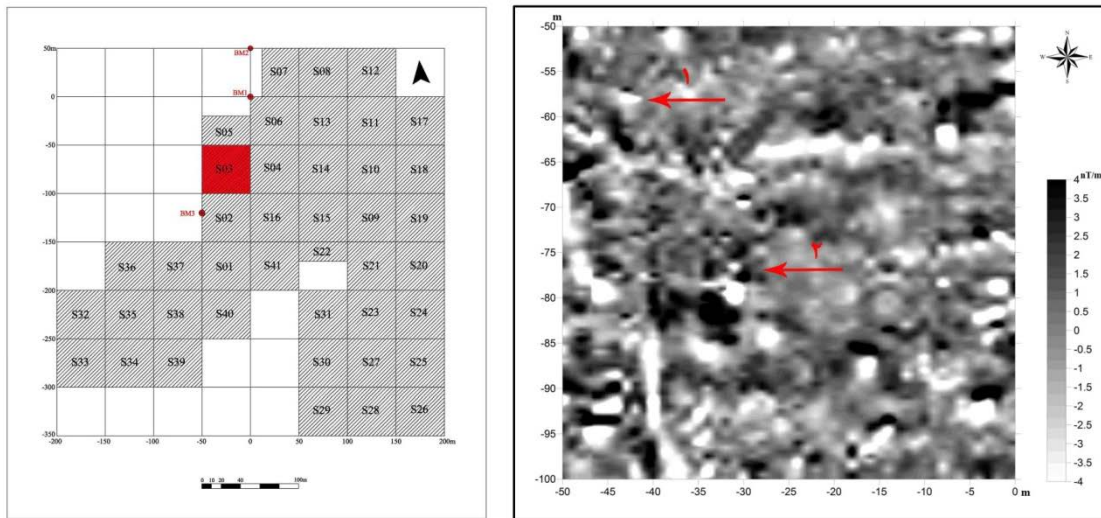 50m
0
-50
-100
-150
-200
-250
-300
-350
-200
-150
-100
-50
0
50
100
150
200m
BM2
BM1
BM3
S07
S08
S12
S05
S06
S13
S11
S17
S03
S04
S14
S10
S18
S02
S16
S15
S09
S19
S36
S37
S01
S41
S22
S21
S20
S32
S35
S38
S40
S31
S23
S24
S33
S34
S39
S30
S27
S25
S29
S28
S26
0 10 20 40 100m
m
-50
-55
-60
-65
-70
-75
-80
-85
-90
-95
-100
-50 -45 -40 -35 -30 -25 -20 -15 -10 -5 0 m
۱
۲
N
W E
S
4 nT/m
3.5
3
2.5
2
1.5
1
0.5
0
-0.5
-1
-1.5
-2
-2.5
-3
-3.5
-4